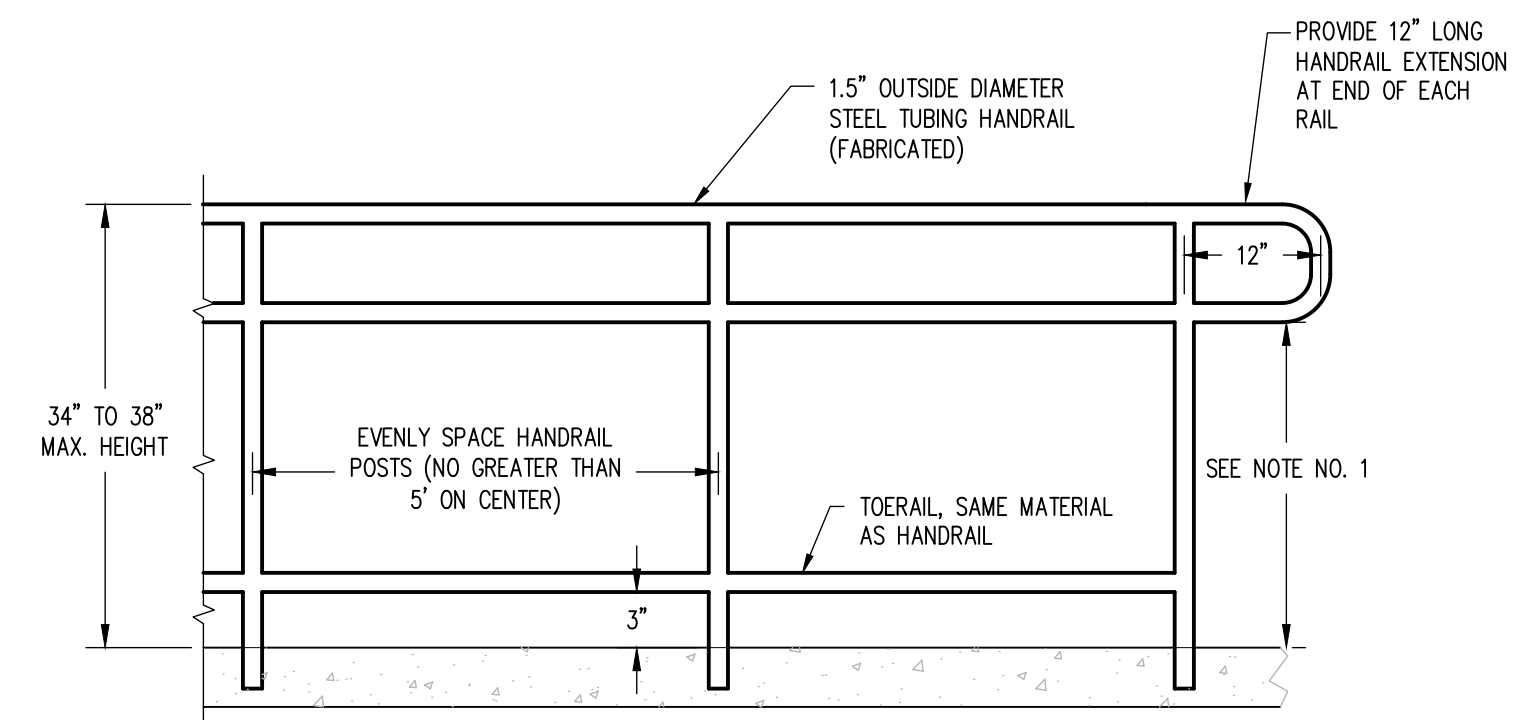 PROVIDE 12” LONG
HANDRAIL EXTENSION
AT END OF EACH
RAIL
1.5” OUTSIDE DIAMETER
STEEL TUBING HANDRAIL
(FABRICATED)
12”
34” TO 38”
MAX. HEIGHT
EVENLY SPACE HANDRAIL
POSTS (NO GREATER THAN
5’ ON CENTER)
SEE NOTE NO. 1
TOERAIL, SAME MATERIAL
AS HANDRAIL
3”